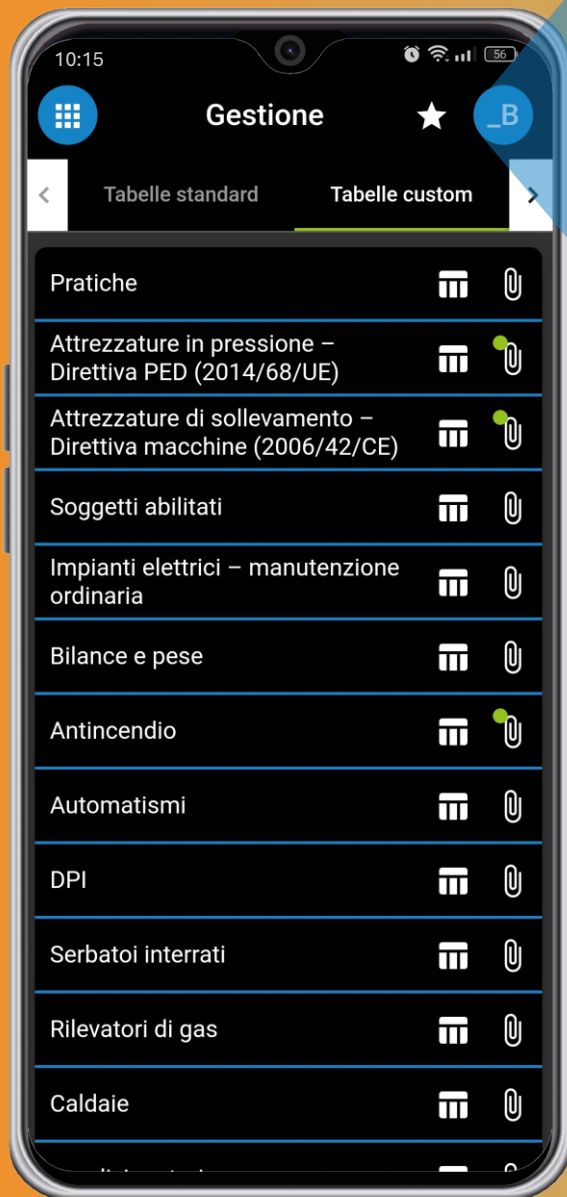 10:15
56
Gestione
_B
Tabelle standard
Tabelle custom
Pratiche
Attrezzature in pressione –
Direttiva PED (2014/68/UE)
Attrezzature di sollevamento –
Direttiva macchine (2006/42/CE)
Soggetti abilitati
Impianti elettrici – manutenzione
ordinaria
Bilance e pese
Antincendio
Automatismi
DPI
Serbatoi interrati
Rilevatori di gas
Caldaie